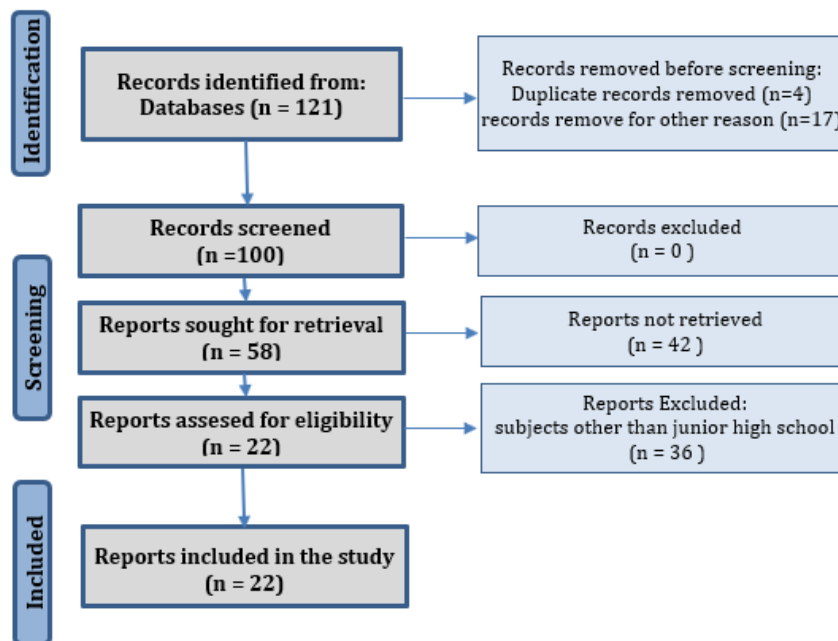 Identification
Records identified from:
Databases (n = 121)
Records removed before screening:
Duplicate records removed (n=4)
records remove for other reason (n=17)
Screening
Records screened
(n =100)
Records excluded
(n = 0 )
Reports sought for retrieval
(n = 58)
Reports not retrieved
(n = 42 )
Reports assesed for eligibility
(n = 22)
Reports Excluded:
subjects other than junior high school
(n = 36 )
Included
Reports included in the study
(n = 22)